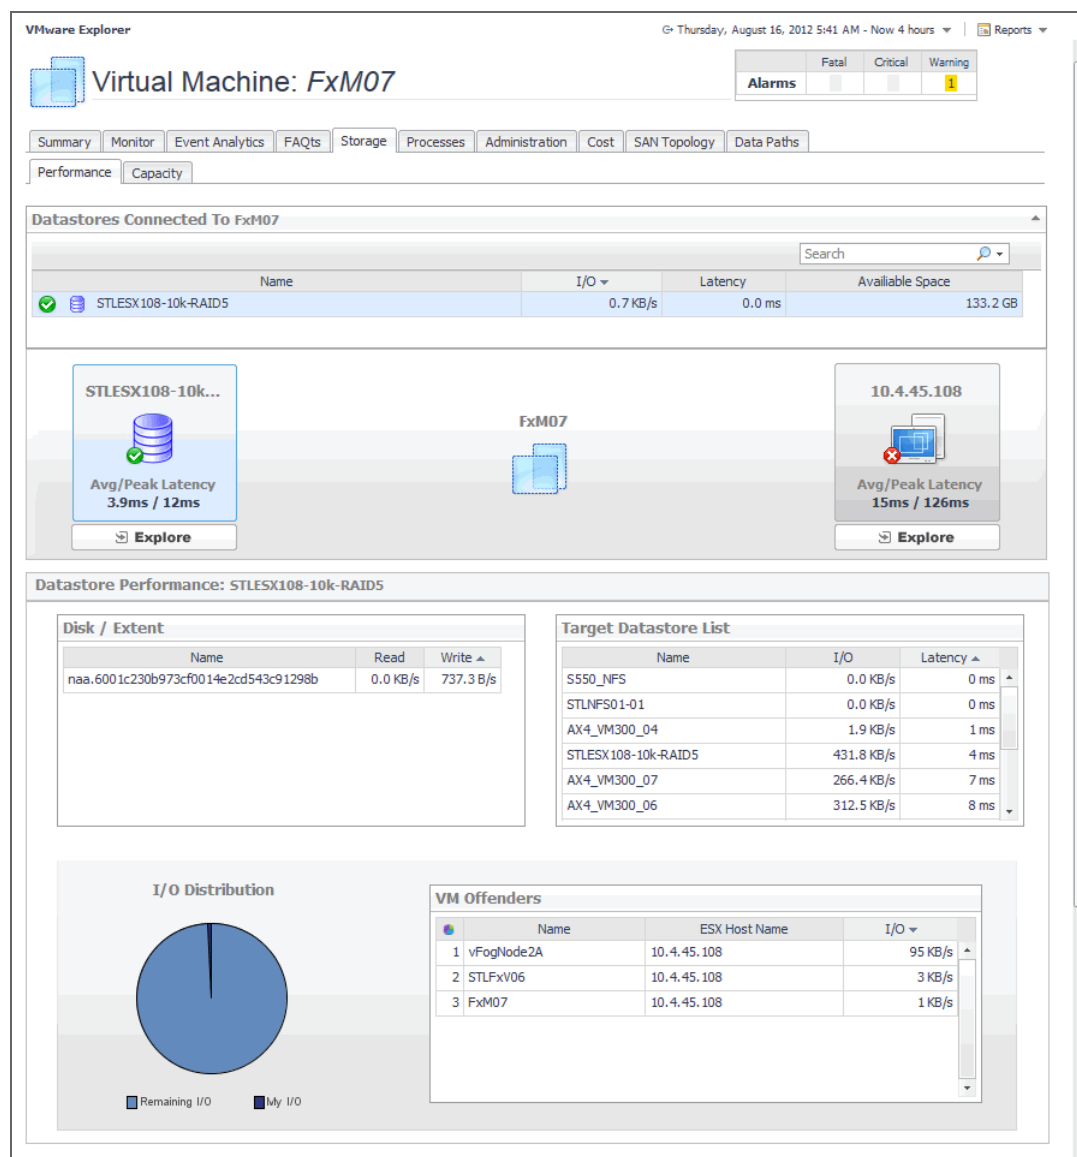 VMware Explorer
Thursday, August 16, 2012 5:41 AM - Now 4 hours
Reports
Virtual Machine: FxM07
Fatal Critical Warning
Alarms 1
Summary Monitor Event Analytics FAQts Storage Processes Administration Cost SAN Topology Data Paths
Performance Capacity
Datastores Connected To FxM07
Search
Name I/O Latency Availiable Space
STLESX108-10k-RAID5 0.7 KB/s 0.0 ms 133.2 GB
STLESX108-10k...
Avg/Peak Latency
3.9ms / 12ms
Explore
FxM07
10.4.45.108
Avg/Peak Latency
15ms / 126ms
Explore
Datastore Performance: STLESX108-10k-RAID5
Disk / Extent
Name Read Write
naa.6001c230b973cf0014e2cd543c91298b 0.0 KB/s 737.3 B/s
Target Datastore List
Name I/O Latency
S550_NFS 0.0 KB/s 0 ms
STLNFS01-01 0.0 KB/s 0 ms
AX4_VM300_04 1.9 KB/s 1 ms
STLESX108-10k-RAID5 431.8 KB/s 4 ms
AX4_VM300_07 266.4 KB/s 7 ms
AX4_VM300_06 312.5 KB/s 8 ms
I/O Distribution
Remaining I/O My I/O
VM Offenders
Name ESX Host Name I/O
1 vFogNode2A 10.4.45.108 95 KB/s
2 STLFxV06 10.4.45.108 3 KB/s
3 FxM07 10.4.45.108 1 KB/s